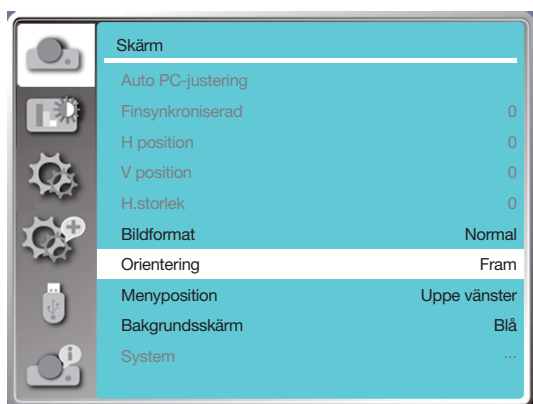 Skärm
Auto PC-justering
Finsynkroniserad 0
H position 0
V position 0
H.storlek 0
Bildformat Normal
Orientering Fram
Menyposition Uppe vänster
Bakgrundsskärm Blå
System ...